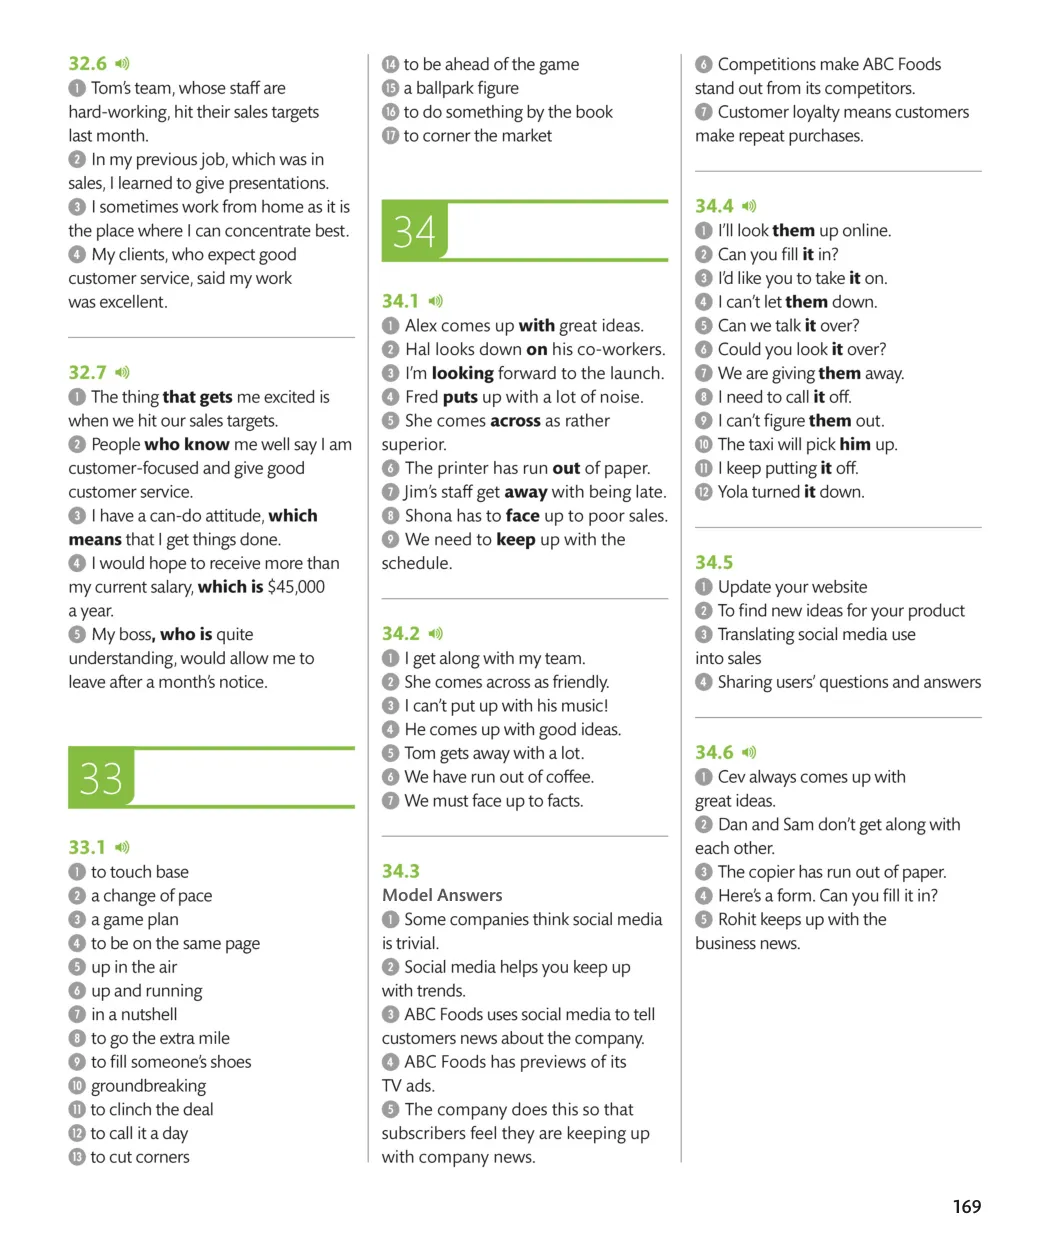 32.6
1 Tom's team, whose staff are
hard-working, hit their sales targets
last month.
2 In my previous job, which was in
sales, I learned to give presentations.
3 I sometimes work from home as it is
the place where I can concentrate best.
4 My clients, who expect good
customer service, said my work
was excellent.
32.7
1 The thing that gets me excited is
when we hit our sales targets.
2 People who know me well say I am
customer-focused and give good
customer service.
3 I have a can-do attitude, which
means that I get things done.
4 I would hope to receive more than
my current salary, which is $45,000
a year.
5 My boss, who is quite
understanding, would allow me to
leave after a month's notice.
33
33.1
1 to touch base
2 a change of pace
3 a game plan
4 to be on the same page
5 up in the air
6 up and running
7 in a nutshell
8 to go the extra mile
9 to fill someone's shoes
10 groundbreaking
11 to clinch the deal
12 to call it a day
13 to cut corners
14 to be ahead of the game
15 a ballpark figure
16 to do something by the book
17 to corner the market
34
34.1
1 Alex comes up with great ideas.
2 Hal looks down on his co-workers.
3 I'm looking forward to the launch.
4 Fred puts up with a lot of noise.
5 She comes across as rather
superior.
6 The printer has run out of paper.
7 Jim's staff get away with being late.
8 Shona has to face up to poor sales.
9 We need to keep up with the
schedule.
34.2
1 I get along with my team.
2 She comes across as friendly.
3 I can't put up with his music!
4 He comes up with good ideas.
5 Tom gets away with a lot.
6 We have run out of coffee.
7 We must face up to facts.
34.3
Model Answers
1 Some companies think social media
is trivial.
2 Social media helps you keep up
with trends.
3 ABC Foods uses social media to tell
customers news about the company.
4 ABC Foods has previews of its
TV ads.
5 The company does this so that
subscribers feel they are keeping up
with company news.
6 Competitions make ABC Foods
stand out from its competitors.
7 Customer loyalty means customers
make repeat purchases.
34.4
1 I'll look them up online.
2 Can you fill it in?
3 I'd like you to take it on.
4 I can't let them down.
5 Can we talk it over?
6 Could you look it over?
7 We are giving them away.
8 I need to call it off.
9 I can't figure them out.
10 The taxi will pick him up.
11 I keep putting it off.
12 Yola turned it down.
34.5
1 Update your website
2 To find new ideas for your product
3 Translating social media use
into sales
4 Sharing users' questions and answers
34.6
1 Cev always comes up with
great ideas.
2 Dan and Sam don't get along with
each other.
3 The copier has run out of paper.
4 Here's a form. Can you fill it in?
5 Rohit keeps up with the
business news.
169